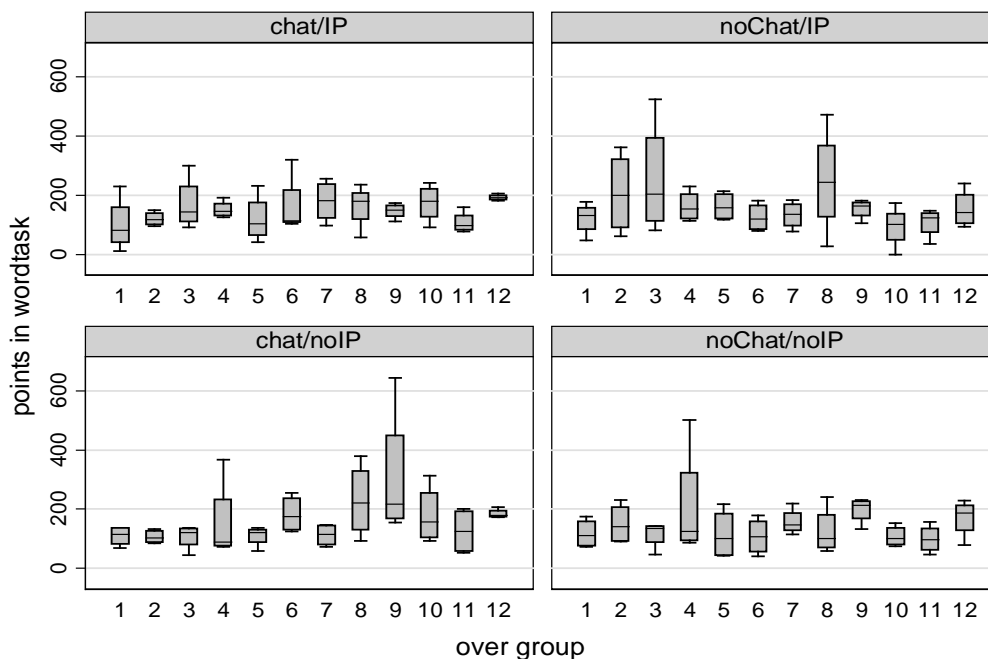 chat/IP noChat/IP
600
400
200
0
1 2 3 4 5 6 7 8 9 10 11 12 1 2 3 4 5 6 7 8 9 10 11 12
points in wordtask
chat/noIP noChat/noIP
600
400
200
0
1 2 3 4 5 6 7 8 9 10 11 12 1 2 3 4 5 6 7 8 9 10 11 12
over group